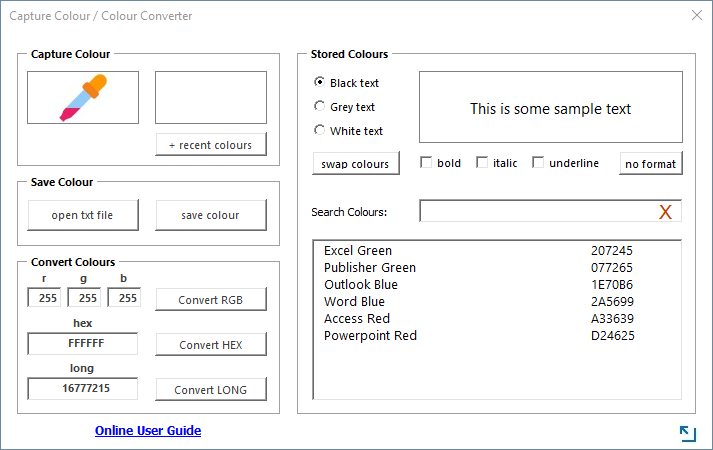 Capture Colour / Colour Converter
Capture Colour
+ recent colours
Save Colour
open txt file save colour
Convert Colours
r g b
255 255 255 Convert RGB
hex
FFFFFF Convert HEX
long
16777215 Convert LONG
Online User Guide
Stored Colours
Black text
Grey text
White text
This is some sample text
swap colours bold italic underline no format
Search Colours: X
Excel Green 207245
Publisher Green 077265
Outlook Blue 1E70B6
Word Blue 2A5699
Access Red A33639
Powerpoint Red D24625